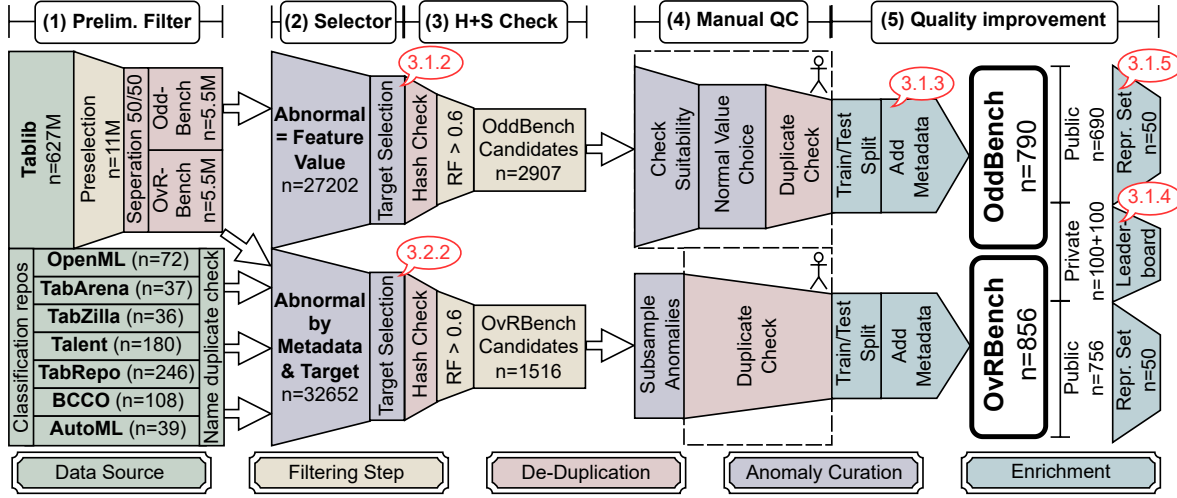 (1) Prelim. Filter
(2) Selector
(3) H+S Check
(4) Manual QC
(5) Quality improvement
Tablib
n=627M
Preselection
n=11M
Seperation 50/50
Odd-
Bench
n=5.5M
OvR-
Bench
n=5.5M
Abnormal
= Feature
Value
n=27202
Target Selection
3.1.2
Hash Check
RF > 0.6
OddBench
Candidates
n=2907
Check
Suitability
Normal Value
Choice
Duplicate
Check
Train/Test
Split
Add
Metadata
3.1.3
OddBench
n=790
Public
n=690
Repr. Set
n=50
3.1.5
Private
n=100+100
Leader-
board
3.1.4
Classification repos
OpenML (n=72)
TabArena (n=37)
TabZilla (n=36)
Talent (n=180)
TabRepo (n=246)
BCCO (n=108)
AutoML (n=39)
Name duplicate check
Abnormal
by
Metadata
& Target
n=32652
Target Selection
3.2.2
Hash Check
RF > 0.6
OvRBench
Candidates
n=1516
Subsample
Anomalies
Duplicate
Check
Train/Test
Split
Add
Metadata
OvRBench
n=856
Public
n=756
Repr. Set
n=50
Data Source
Filtering Step
De-Duplication
Anomaly Curation
Enrichment